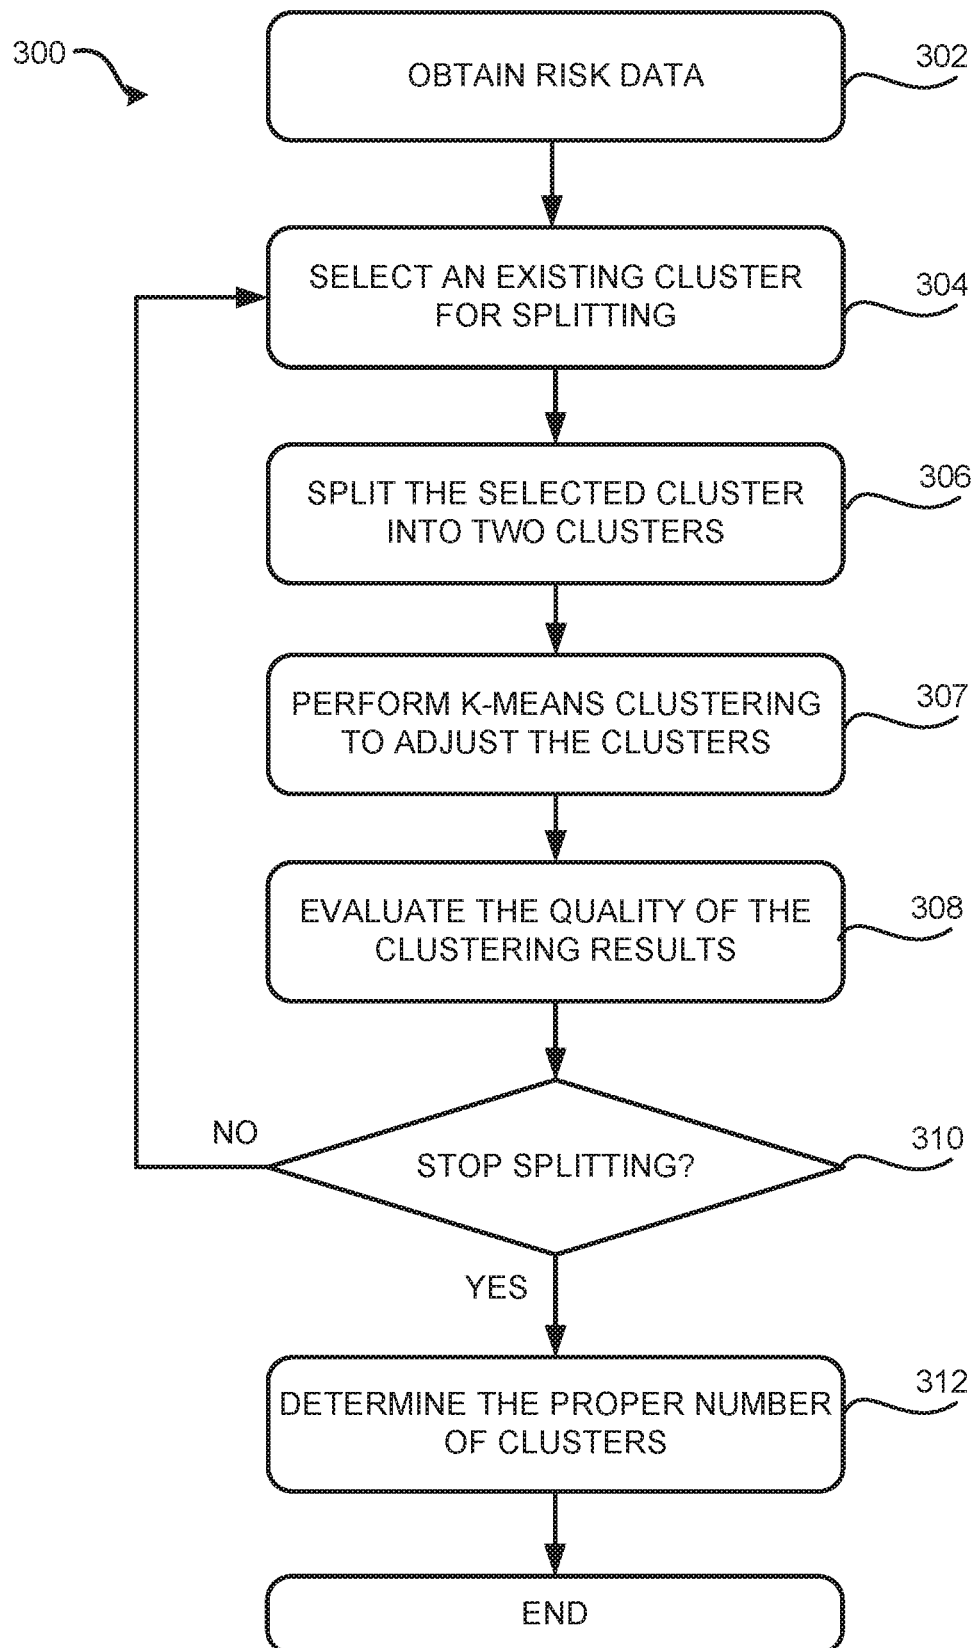 300
OBTAIN RISK DATA
302
SELECT AN EXISTING CLUSTER
FOR SPLITTING
304
SPLIT THE SELECTED CLUSTER
INTO TWO CLUSTERS
306
PERFORM K-MEANS CLUSTERING
TO ADJUST THE CLUSTERS
307
EVALUATE THE QUALITY OF THE
CLUSTERING RESULTS
308
NO
STOP SPLITTING?
310
YES
DETERMINE THE PROPER NUMBER
OF CLUSTERS
312
END